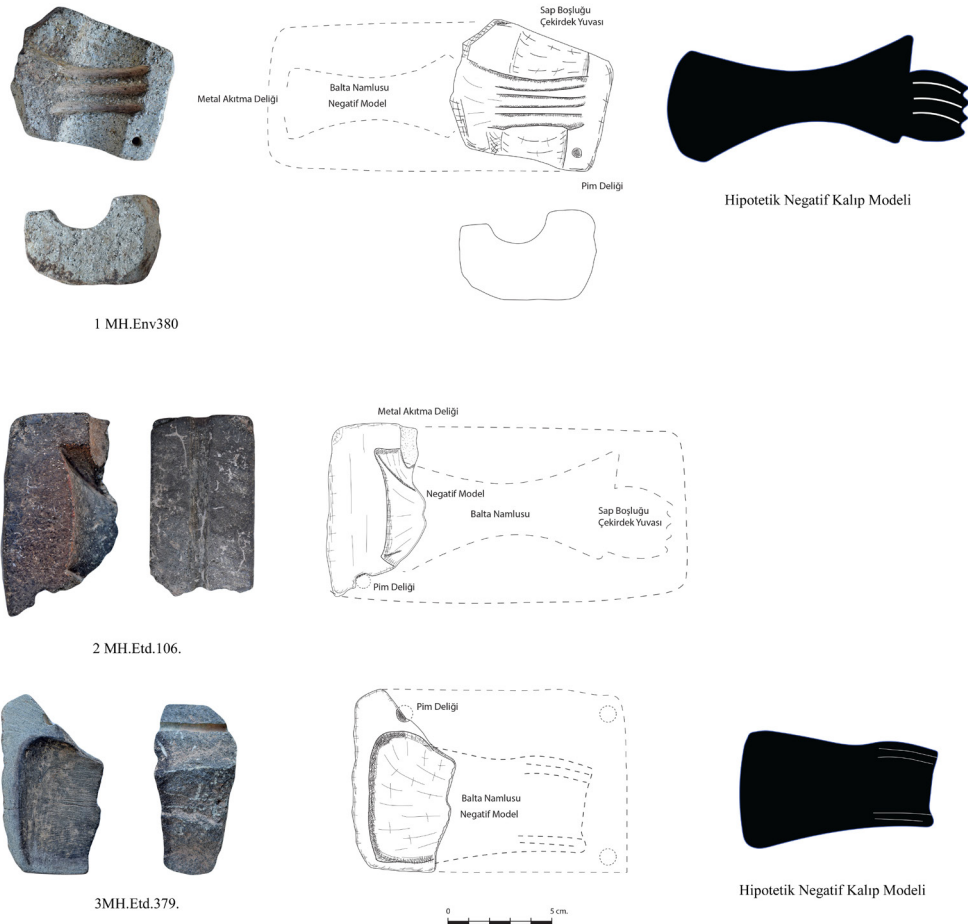 Sap Boşluğu
Çekirdek Yuvası
Metal Akıtma Deliği
Balta Namlusu
Negatif Model
Pim Deliği
Hipotetik Negatif Kalıp Modeli
1 MH.Env380
Metal Akıtma Deliği
Negatif Model
Balta Namlusu
Sap Boşluğu
Çekirdek Yuvası
Pim Deliği
2 MH.Etd.106.
Pim Deliği
Balta Namlusu
Negatif Model
Hipotetik Negatif Kalıp Modeli
3MH.Etd.379.
0 5 cm.